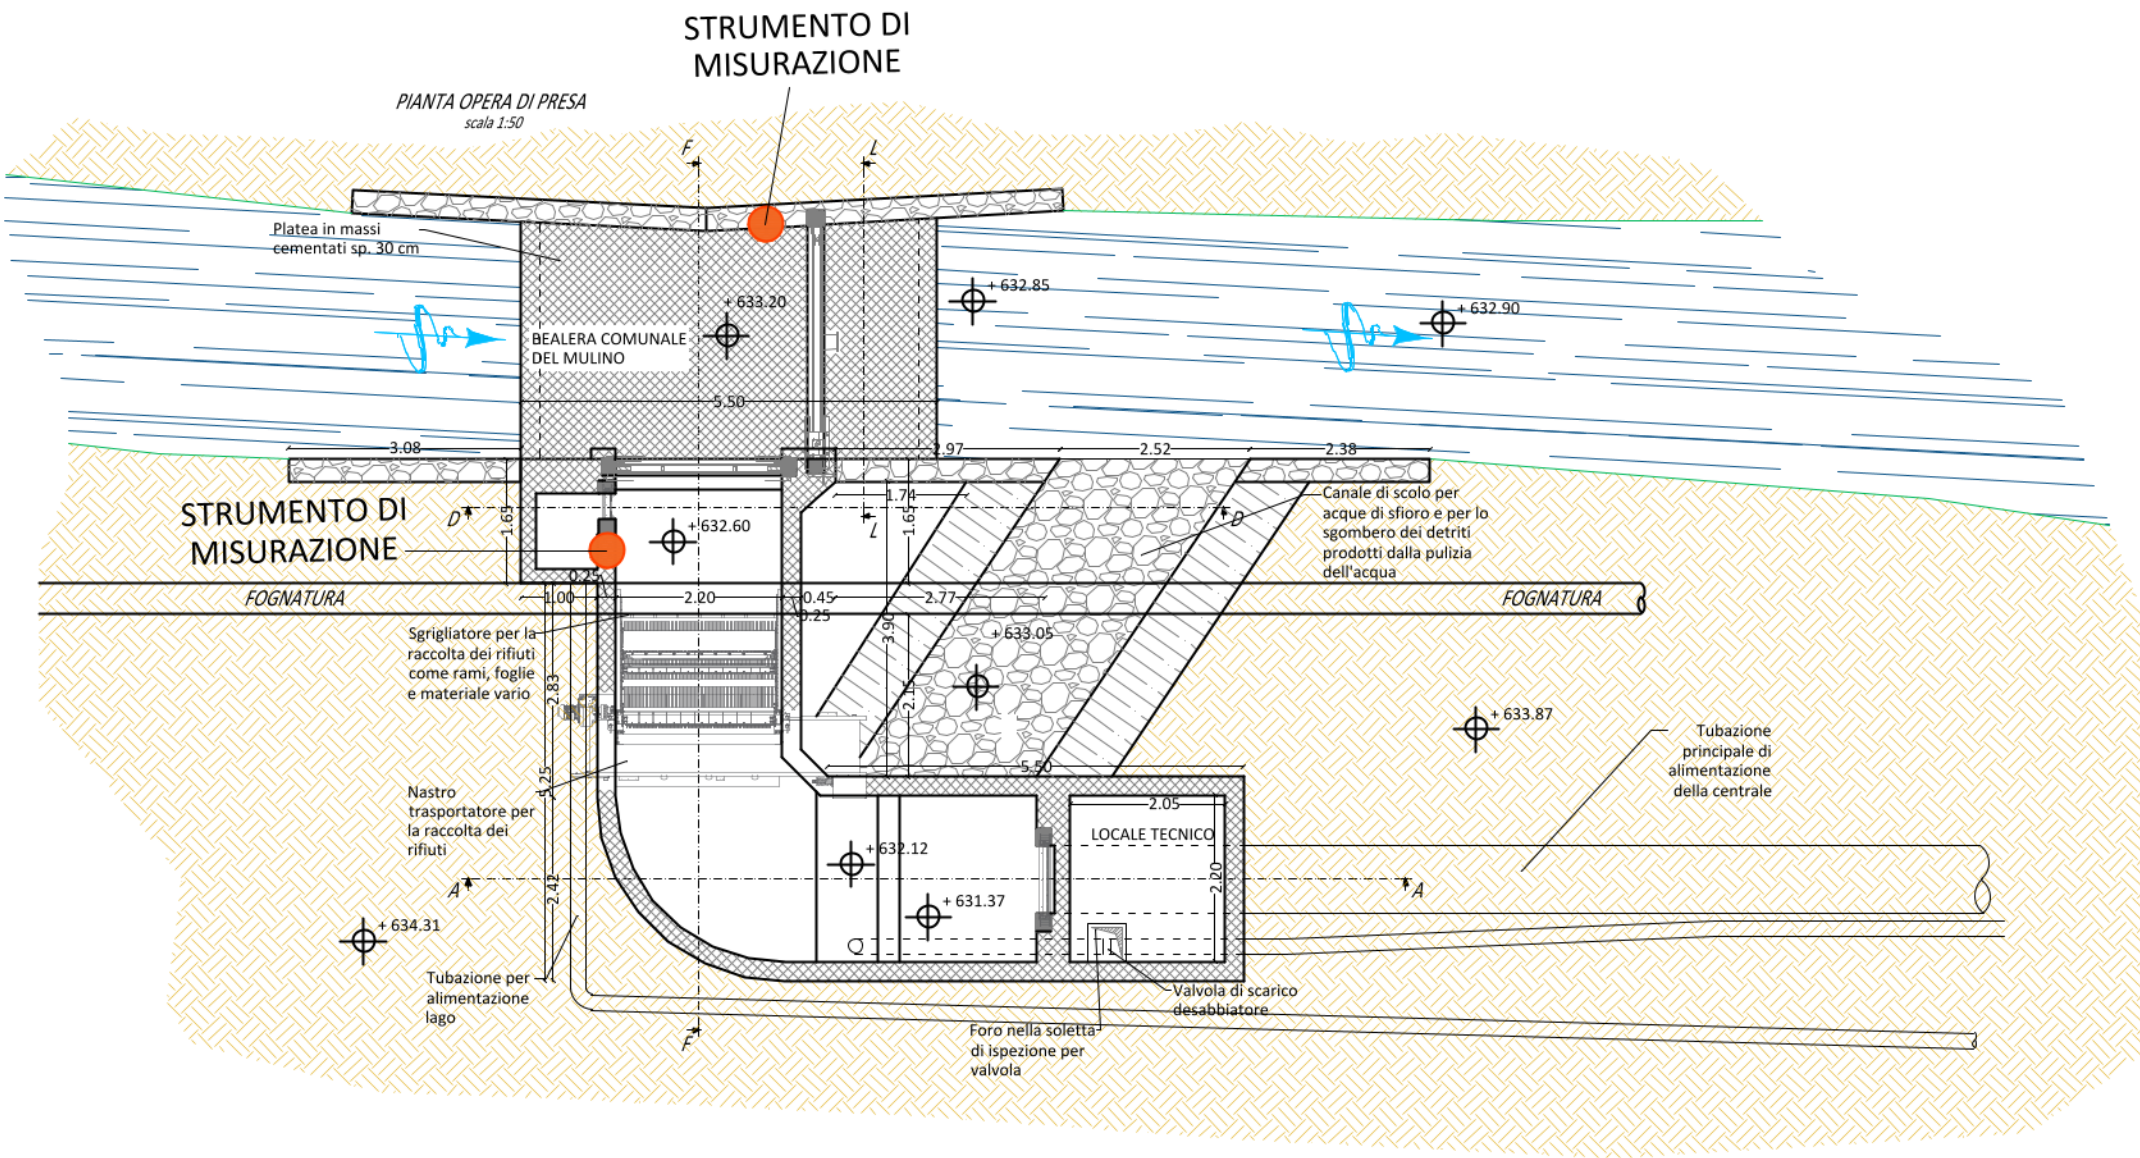 STRUMENTO DI
MISURAZIONE
PIANTA OPERA DI PRESA
scala 1:50
F
L
Platea in massi
cementati sp. 30 cm
+ 633.20
+ 632.85
+ 632.90
BEALERA COMUNALE
DEL MULINO
5.50
3.08
2.97
2.52
2.38
STRUMENTO DI
MISURAZIONE
D
1.65
+ 632.60
1.74
L
1.65
D
Canale di scolo per
acque di sfioro e per lo
sgombero dei detriti
prodotti dalla pulizia
dell'acqua
0.25
FOGNATURA
1.00
2.20
0.45
2.77
FOGNATURA
0.25
3.90
Sgrigliatore per la
raccolta dei rifiuti
come rami, foglie
e materiale vario
+ 633.05
2.83
2.15
+ 633.87
Tubazione
principale di
alimentazione
della centrale
5.25
5.50
Nastro
trasportatore per
la raccolta dei
rifiuti
2.05
LOCALE TECNICO
+ 632.12
2.20
A
2.42
+ 631.37
A
+ 634.31
Tubazione per
alimentazione
lago
Valvola di scarico
desabbiatore
Foro nella soletta
di ispezione per
valvola
F